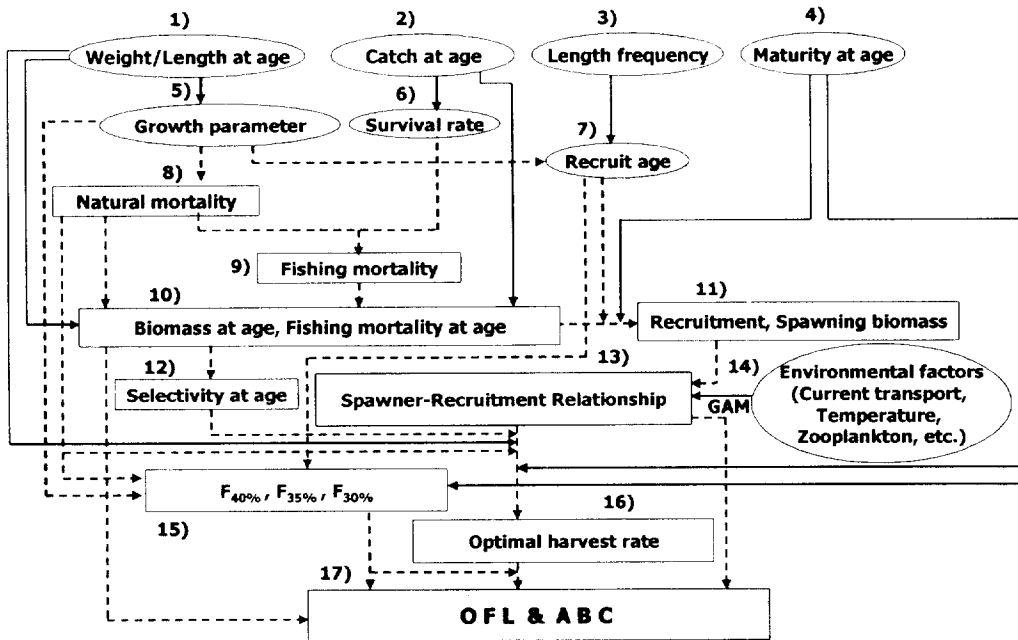 1)
2)
3)
4)
Weight/Length at age
Catch at age
Length frequency
Maturity at age
5)
6)
7)
Growth parameter
Survival rate
Recruit age
8)
Natural mortality
9)
Fishing mortality
10)
11)
Biomass at age, Fishing mortality at age
Recruitment, Spawning biomass
12)
13)
14)
Selectivity at age
Spawner-Recruitment Relationship
GAM
Environmental factors
(Current transport,
Temperature,
Zooplankton, etc.)
F40% , F35% , F30%
15)
16)
Optimal harvest rate
17)
OFL & ABC